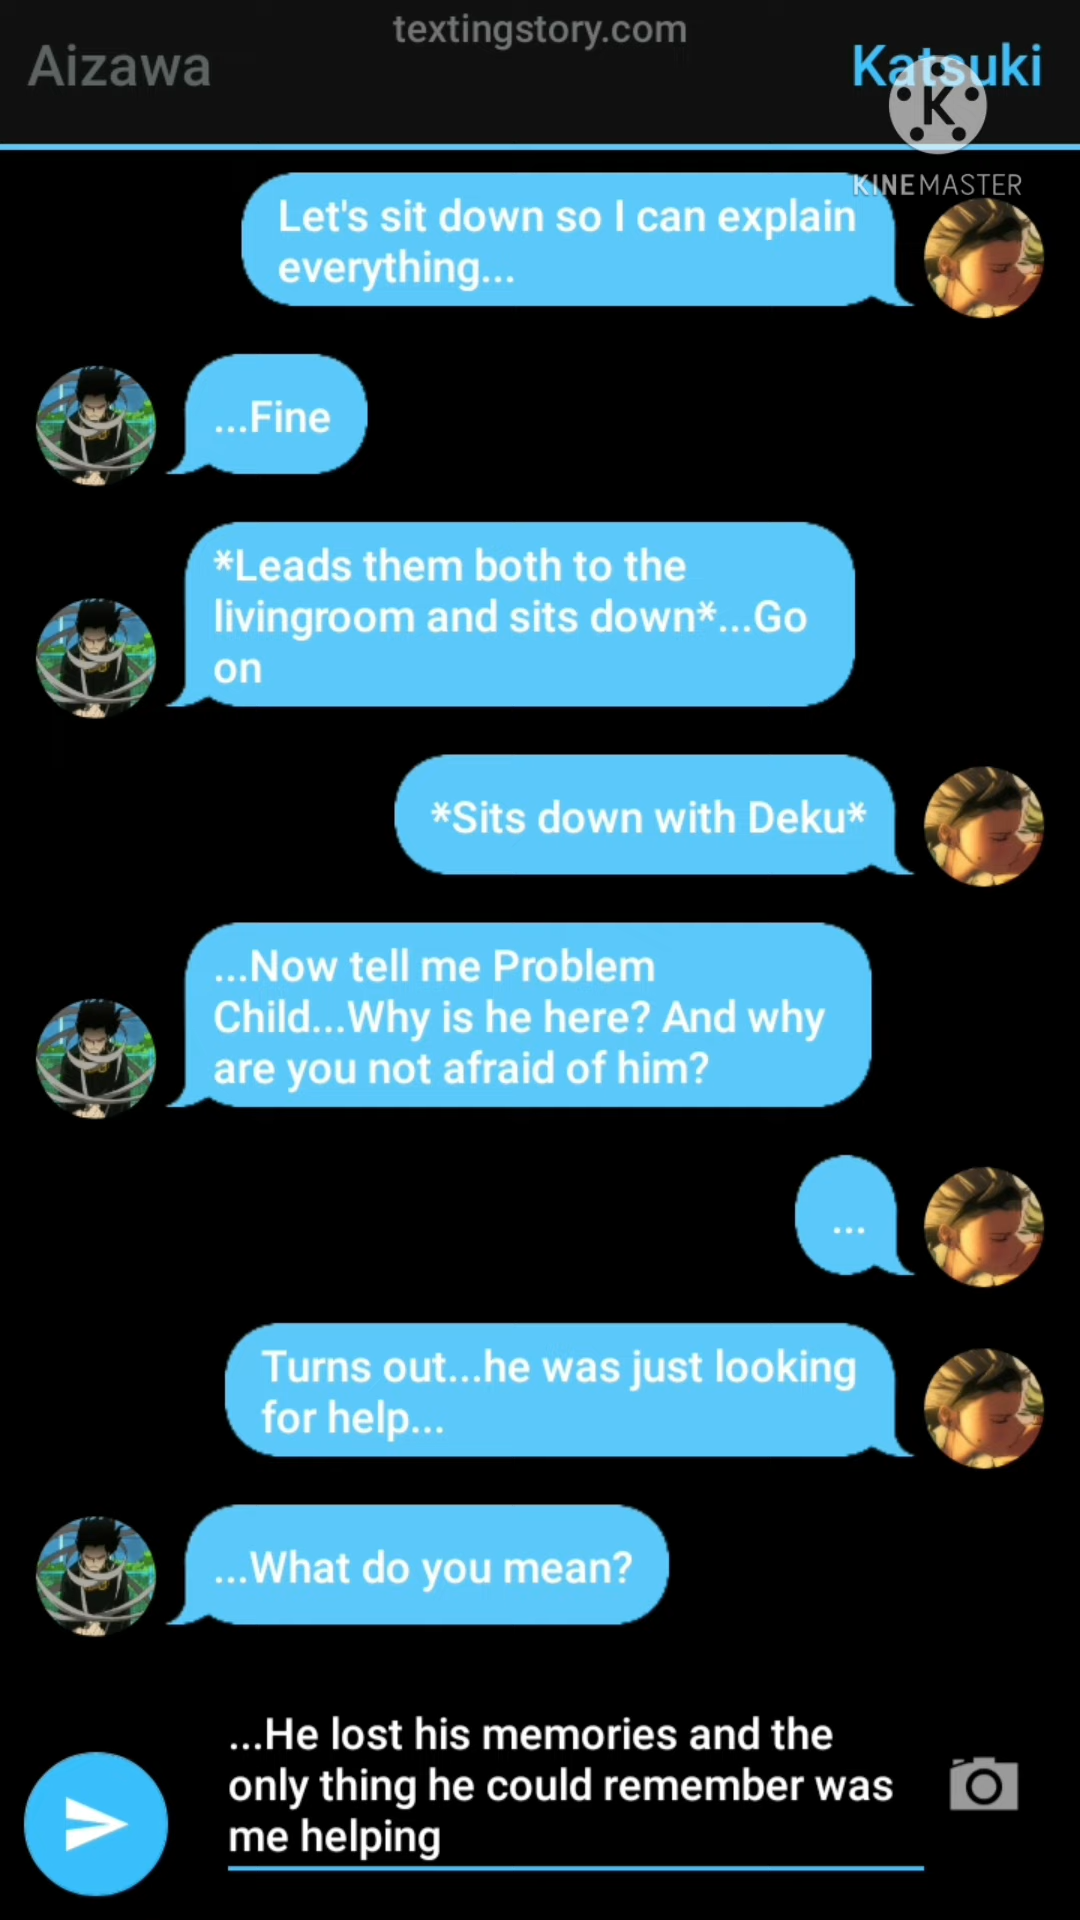 textingstory.com
Aizawa
Katsuki
K
KINEMASTER
Let's sit down so I can explain
everything...
...Fine
*Leads them both to the
livingroom and sits down*...Go
on
*Sits down with Deku*
...Now tell me Problem
Child...Why is he here? And why
are you not afraid of him?
...
Turns out...he was just looking
for help...
...What do you mean?
...He lost his memories and the
only thing he could remember was
me helping